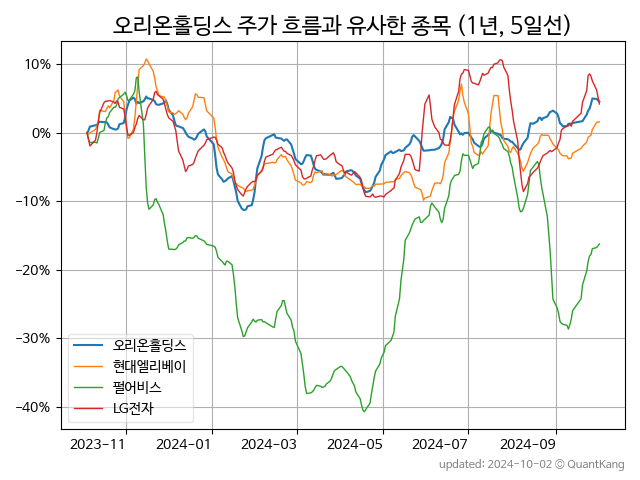 오리온홀딩스 주가 흐름과 유사한 종목 (1년, 5일선)
10%
0%
−10%
−20%
−30%
−40%
오리온홀딩스
현대엘리베이
펄어비스
LG전자
2023−11
2024−01
2024−03
2024−05
2024−07
2024−09
updated: 2024-10-02 © QuantKang